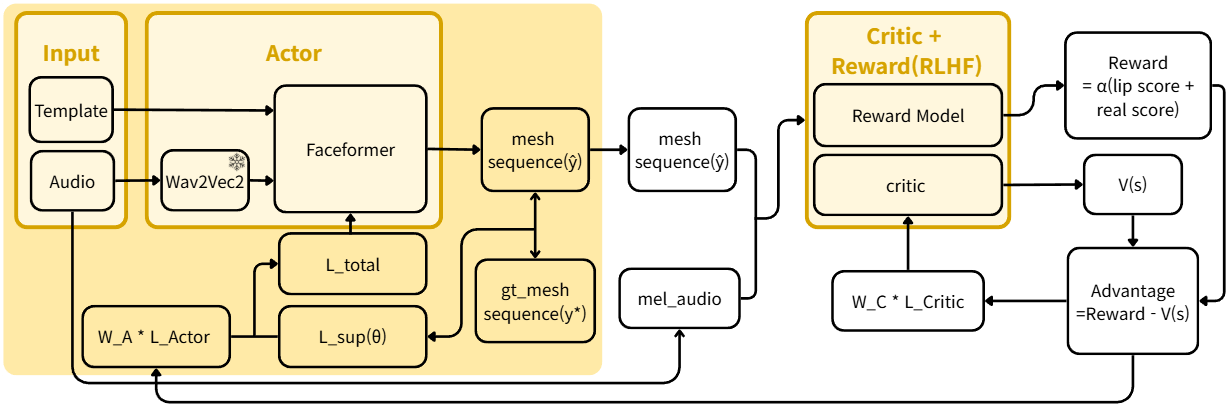 Input
Template
Audio
Actor
Wav2Vec2
Faceformer
L_total
W_A * L_Actor
L_sup(θ)
mesh
sequence(ŷ)
gt_mesh
sequence(y*)
mesh
sequence(ŷ)
mel_audio
Critic +
Reward(RLHF)
Reward Model
critic
W_C * L_Critic
Reward
= α(lip score +
real score)
V(s)
Advantage
=Reward - V(s)